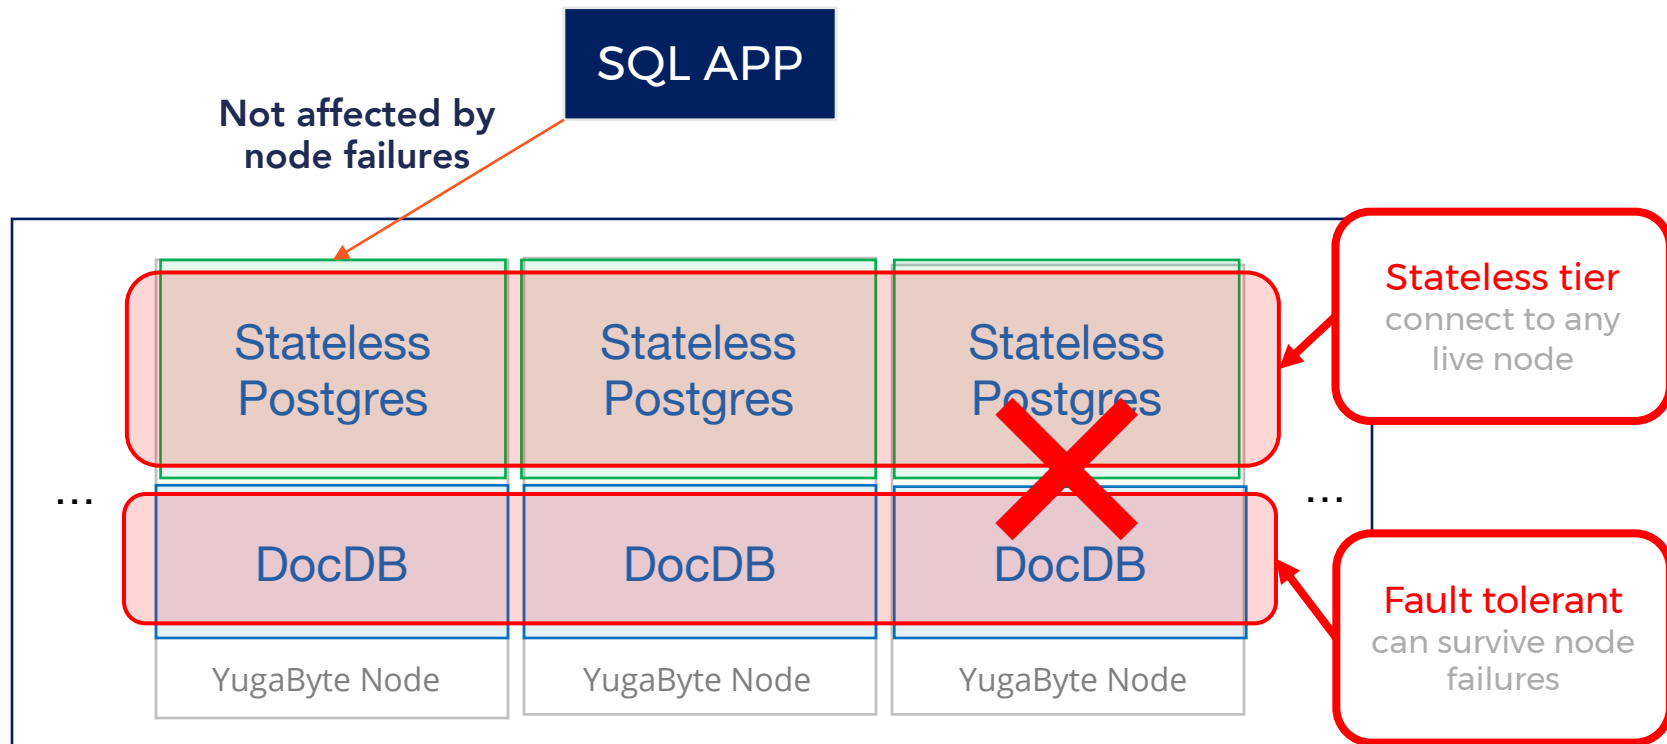 SQL APP
Not affected by
node failures
Stateless
Postgres
Stateless
Postgres
Stateless
Postgres
Stateless tier
connect to any
live node
...
...
DocDB
DocDB
DocDB
Fault tolerant
can survive node
failures
YugaByte Node
YugaByte Node
YugaByte Node